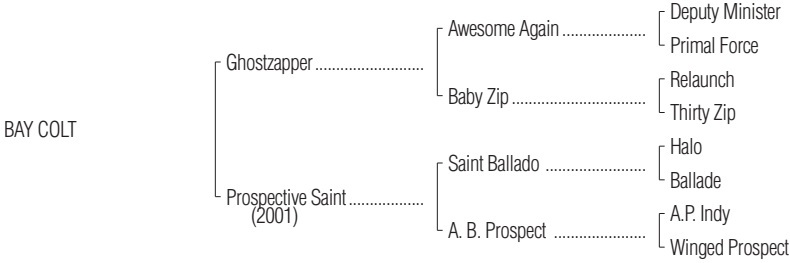 Deputy Minister
Awesome Again ....................
Primal Force
Ghostzapper ..........................
Relaunch
Baby Zip ................................
Thirty Zip
BAY COLT
Halo
Saint Ballado ........................
Ballade
Prospective Saint ..................
(2001)
A.P. Indy
A. B. Prospect ......................
Winged Prospect